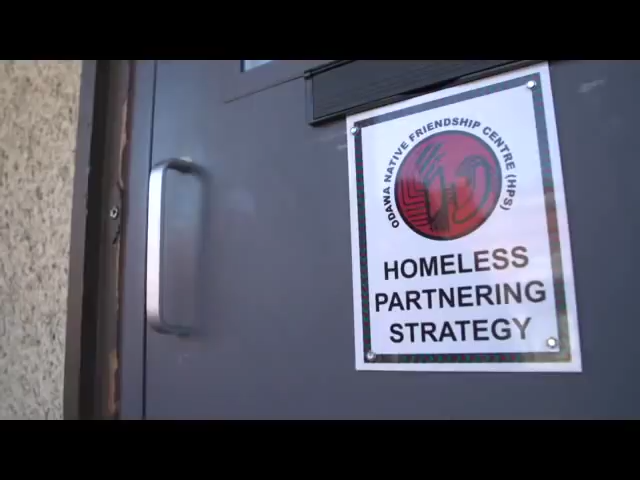 ODAWA NATIVE FRIENDSHIP CENTRE (HPS)
HOMELESS
PARTNERING
STRATEGY